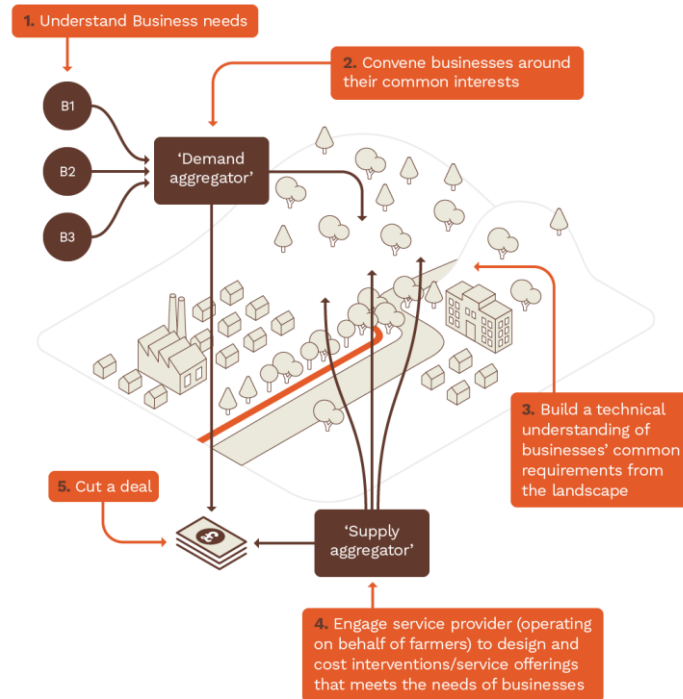 1. Understand Business needs
2. Convene businesses around
their common interests
B1
B2
B3
‘Demand
aggregator’
3. Build a technical
understanding of
businesses’ common
requirements from
the landscape
5. Cut a deal
£
‘Supply
aggregator’
4. Engage service provider (operating
on behalf of farmers) to design and
cost interventions/service offerings
that meets the needs of businesses